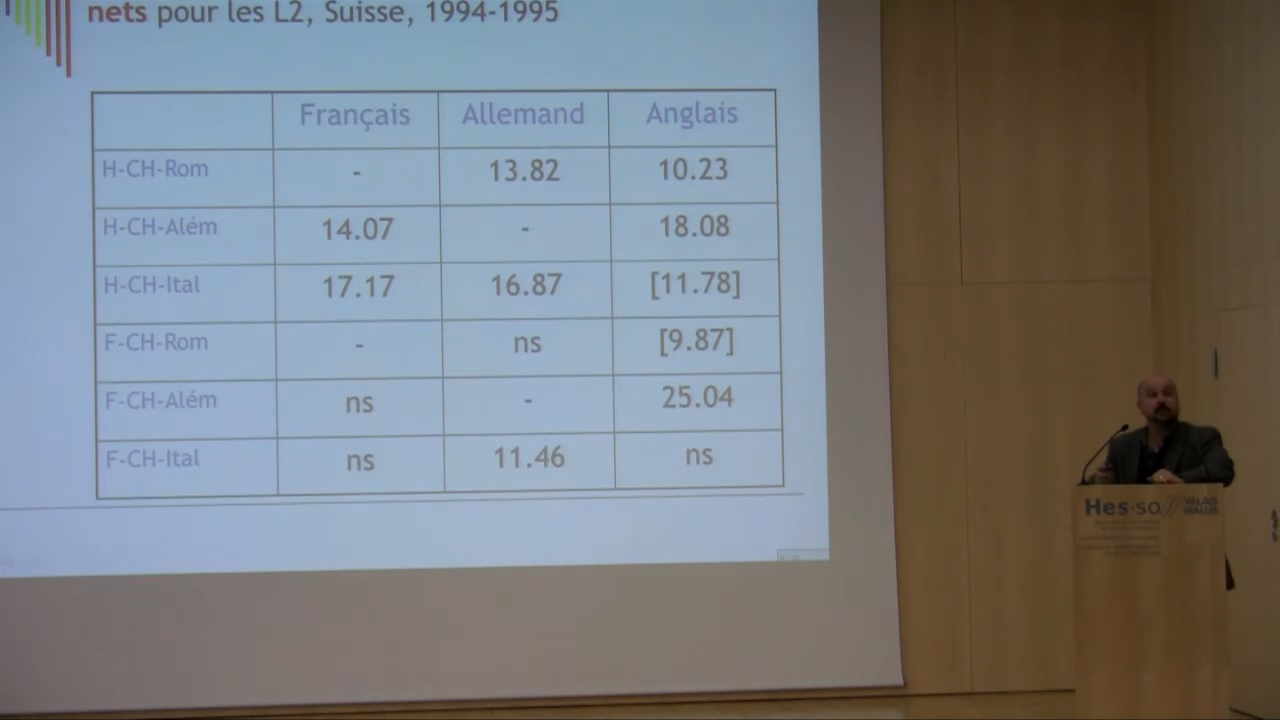 nets pour les L2, Suisse, 1994-1995
Français Allemand Anglais
H-CH-Rom - 13.82 10.23
H-CH-Além 14.07 - 18.08
H-CH-Ital 17.17 16.87 [11.78]
F-CH-Rom - ns [9.87]
F-CH-Além ns - 25.04
F-CH-Ital ns 11.46 ns
Hes·so// VALAIS
WALLIS